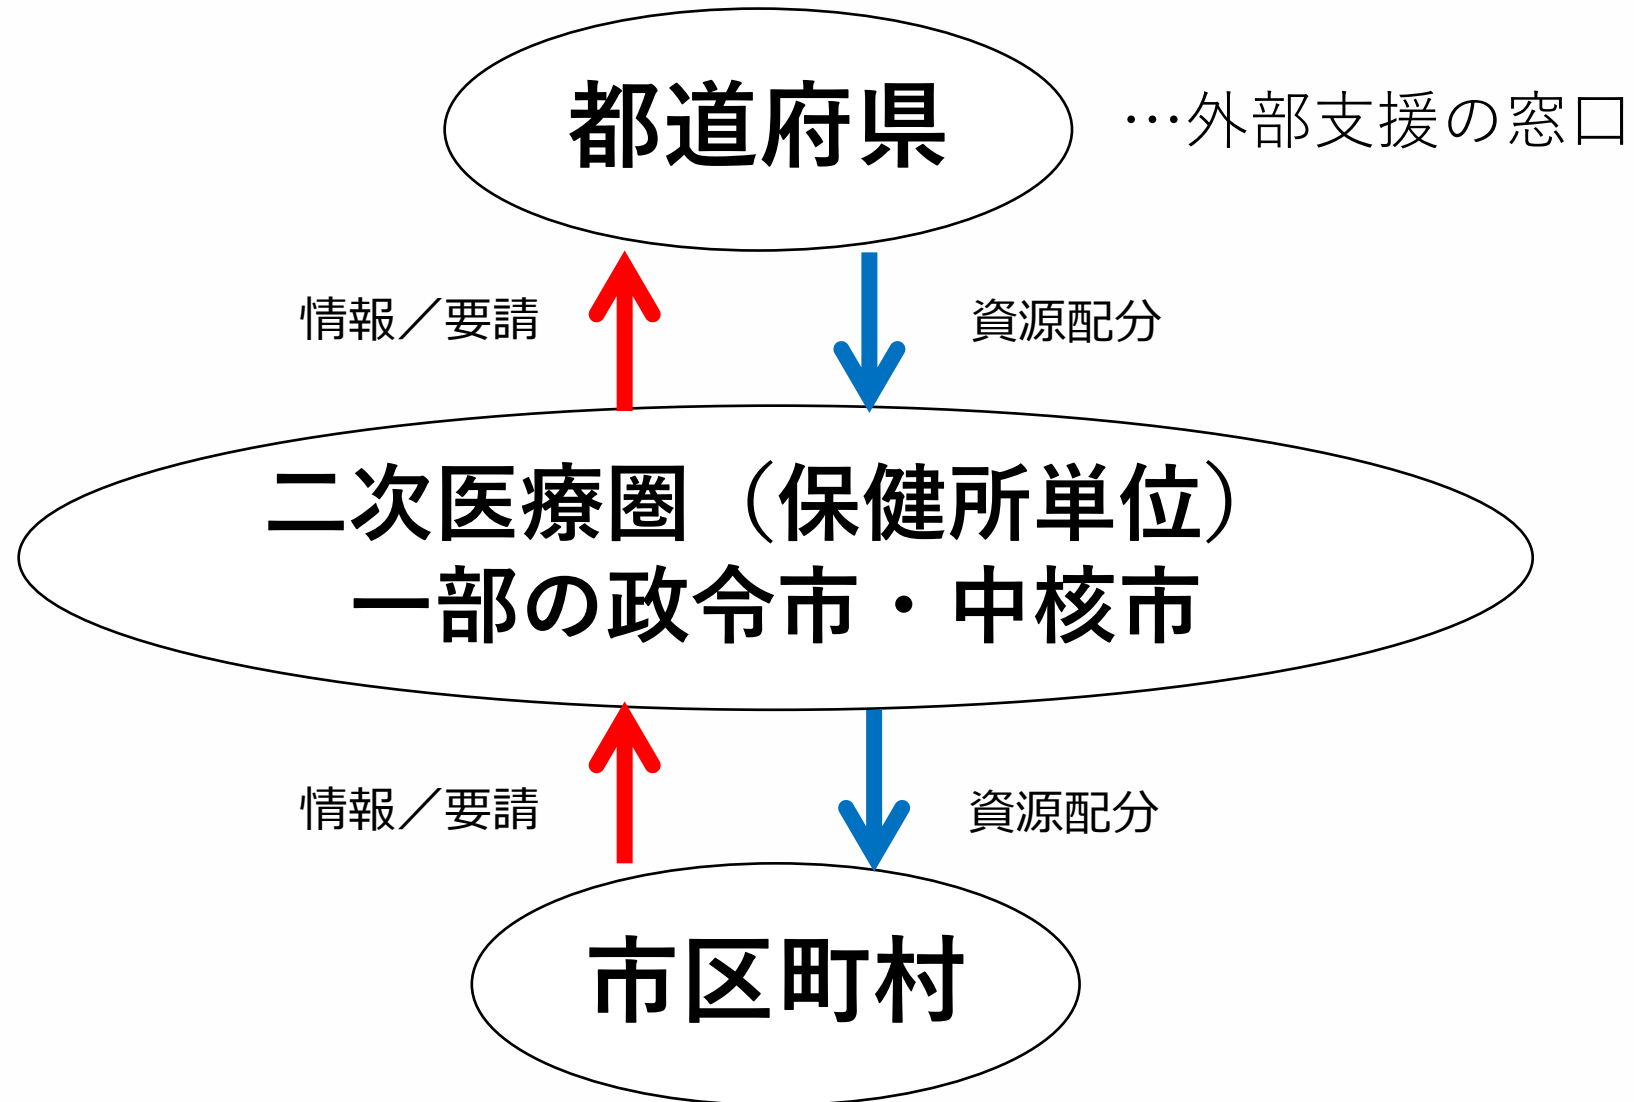 都道府県
…外部支援の窓口
情報／要請
資源配分
二次医療圏（保健所単位）
一部の政令市・中核市
情報／要請
資源配分
市区町村